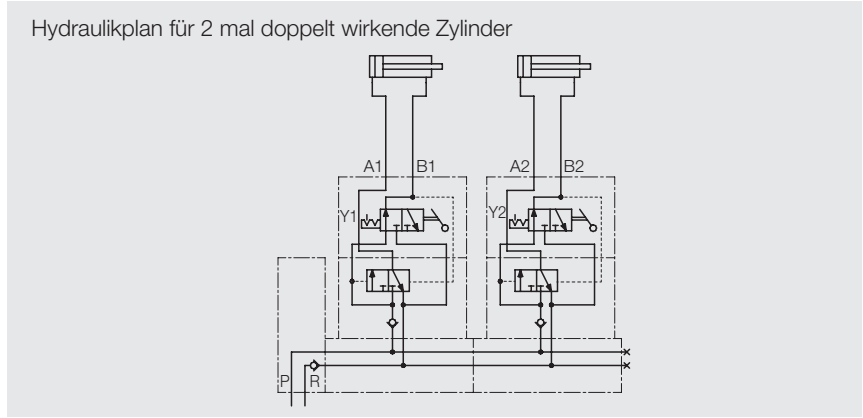 Hydraulikplan für 2 mal doppelt wirkende Zylinder
A1 B1 A2 B2
Y1 Y2
P R